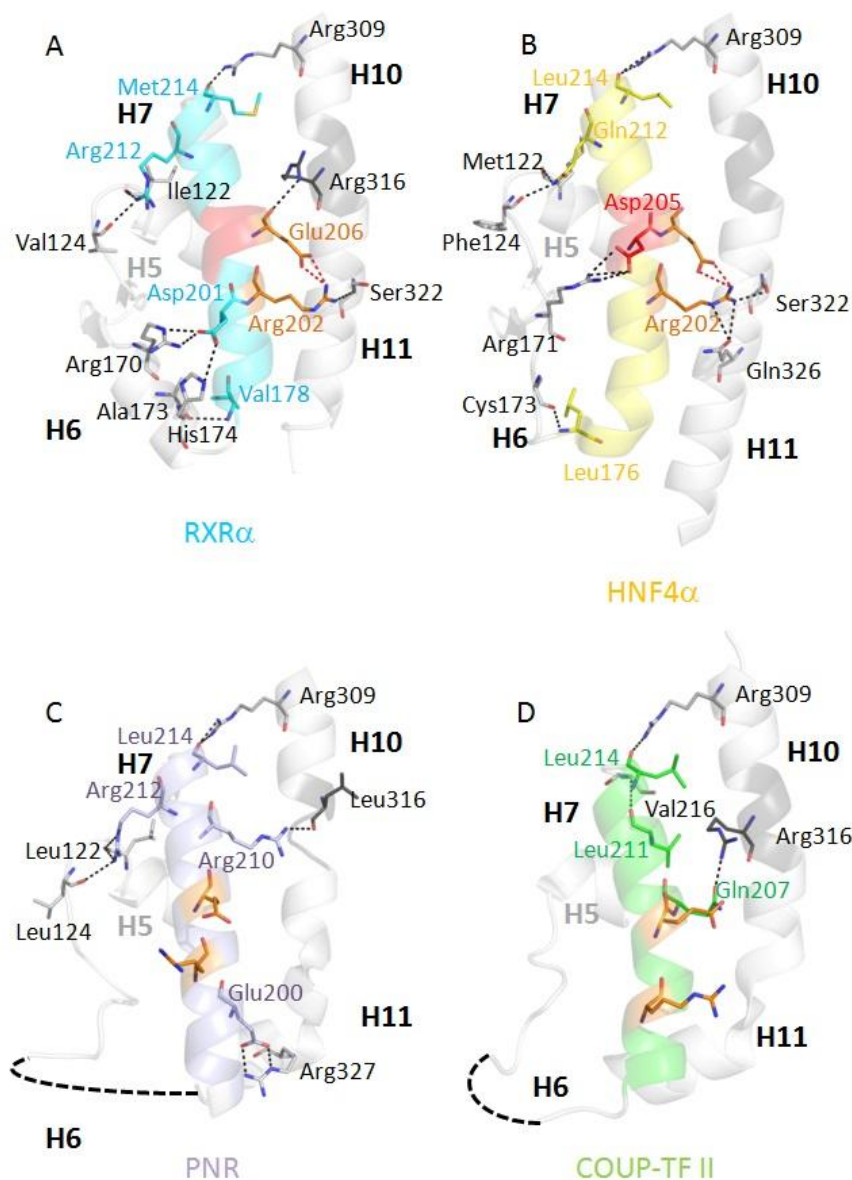 A
Arg309
H10
Met214
H7
Arg212
Ile122
Arg316
Val124
H5
Glu206
Asp201
Arg202
Ser322
Arg170
H11
Ala173
Val178
H6
His174
RXRα
B
Arg309
H10
Leu214
H7
Gln212
Met122
Asp205
Phe124
H5
Arg202
Ser322
Arg171
Gln326
Cys173
H6
H11
Leu176
HNF4α
C
Arg309
Leu214
H10
H7
Arg212
Leu316
Leu122
Arg210
H5
Leu124
Glu200
H11
Arg327
H6
PNR
D
Arg309
H10
Leu214
H7
Val216
Arg316
Leu211
Gln207
H5
H11
H6
COUP-TF II